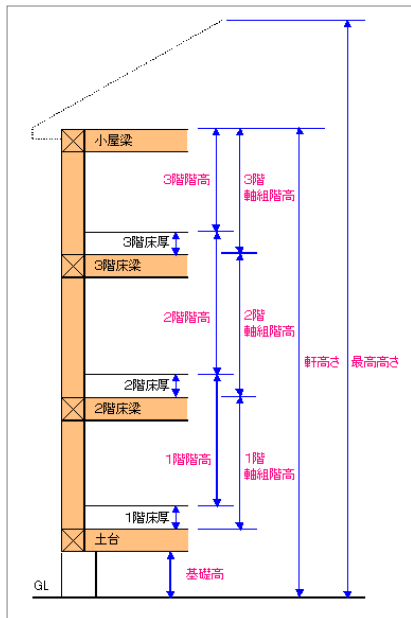 小屋梁
3階階高
3階
軸組階高
3階床厚
3階床梁
2階階高
2階
軸組階高
軒高さ
最高高さ
2階床厚
2階床梁
1階階高
1階
軸組階高
1階床厚
土台
基礎高
GL